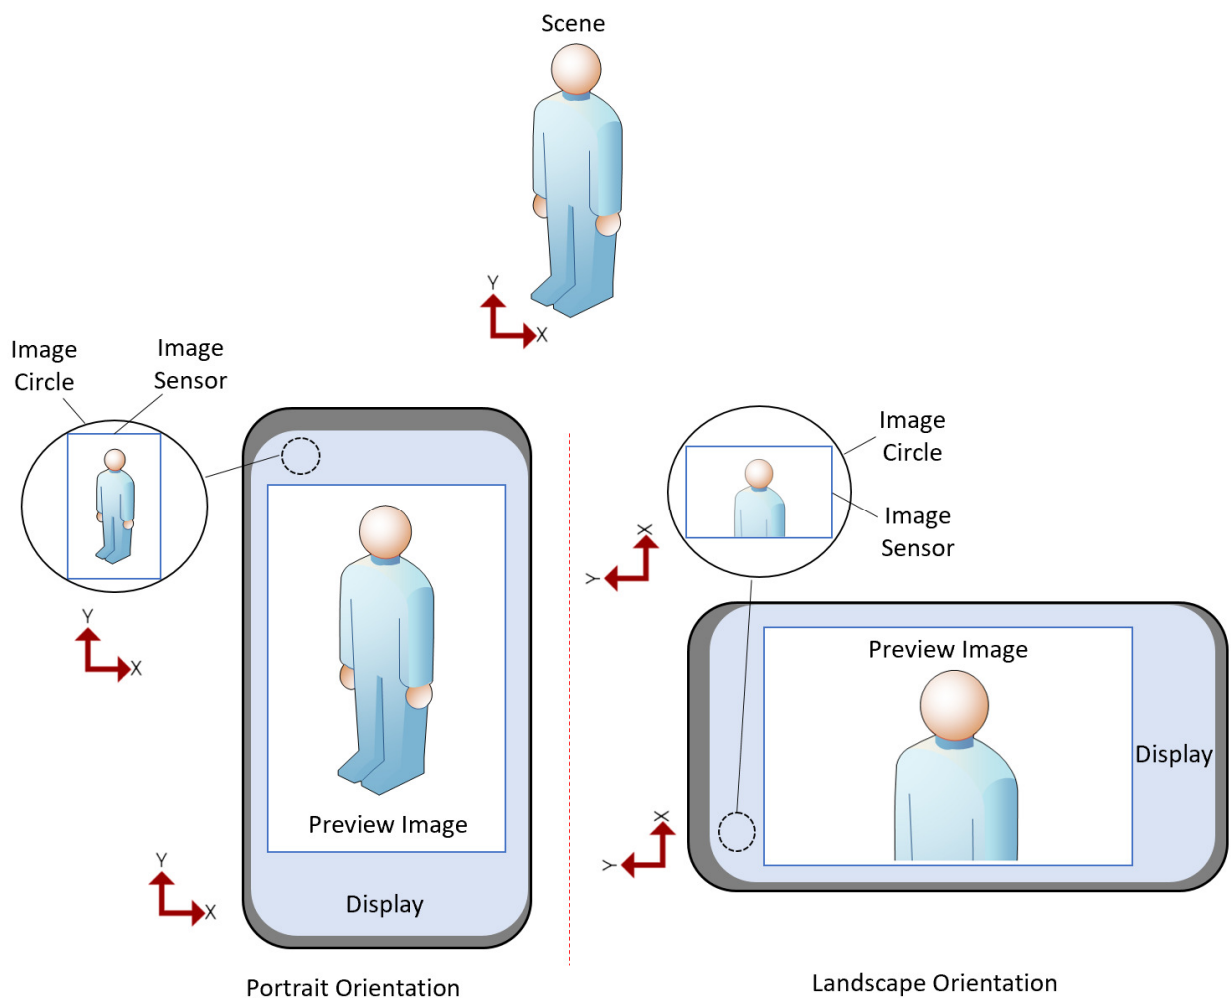 Scene
Y
X
Image
Circle
Image
Sensor
Y
X
Preview Image
Y
X
Display
Portrait Orientation
Image
Circle
Image
Sensor
X
Y
Preview Image
Display
X
Y
Landscape Orientation